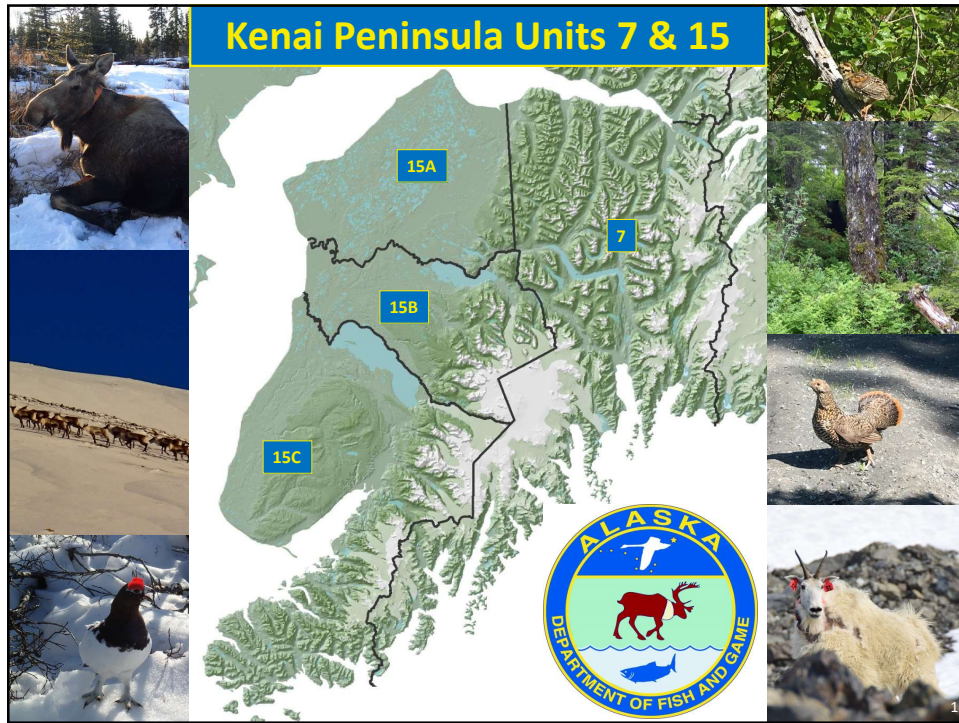 Kenai Peninsula Units 7 & 15
15A
7
15B
15C
ALASKA
DEPARTMENT OF FISH AND GAME
1